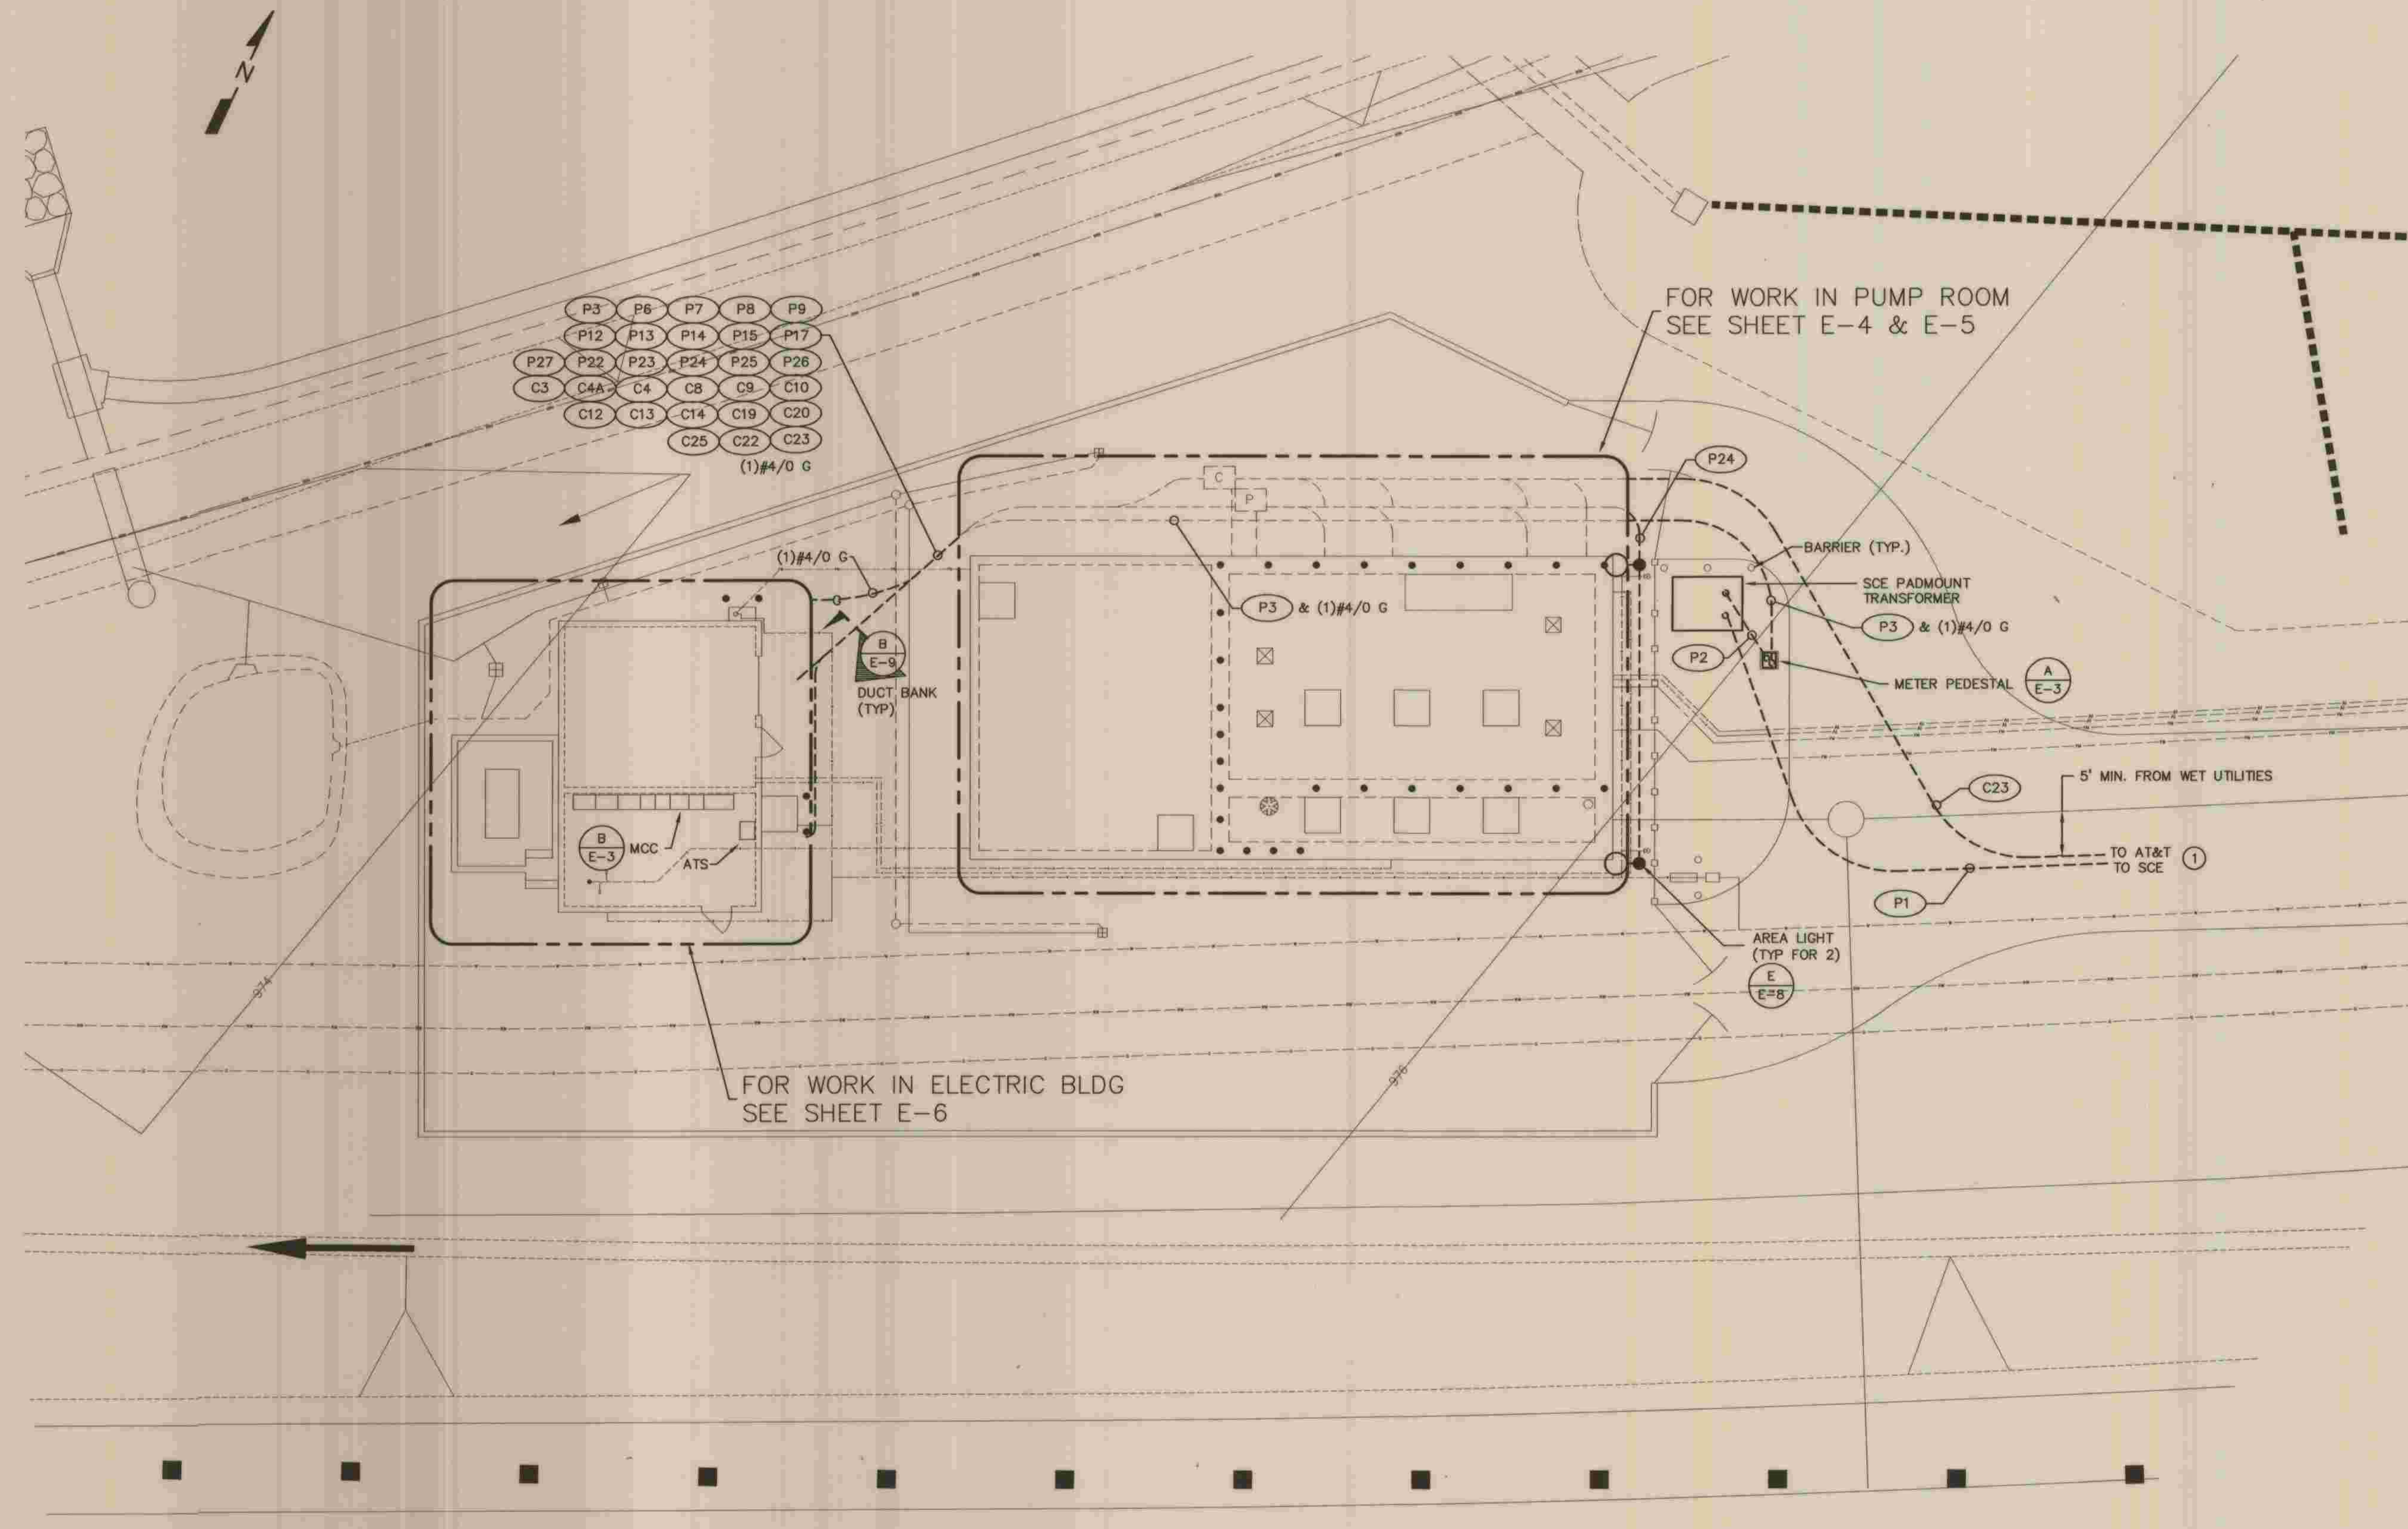 N
FOR WORK IN PUMP ROOM
SEE SHEET E-4 & E-5
P3 P6 P7 P8 P9
P12 P13 P14 P15 P17
P27 P22 P23 P24 P25 P26
C3 C4A C4 C8 C9 C10
C12 C13 C14 C19 C20
C25 C22 C23
(1)#4/0 G
P24
C
P
(1)#4/0 G
BARRIER (TYP.)
SCE PADMOUNT
TRANSFORMER
P3 & (1)#4/0 G
P3 & (1)#4/0 G
B
E-9
P2
METER PEDESTAL
A
E-3
DUCT BANK
(TYP)
5' MIN. FROM WET UTILITIES
C23
B
E-3
MCC
ATS
TO AT&T
TO SCE
1
P1
AREA LIGHT
(TYP FOR 2)
E
E-8
974
976
FOR WORK IN ELECTRIC BLDG
SEE SHEET E-6